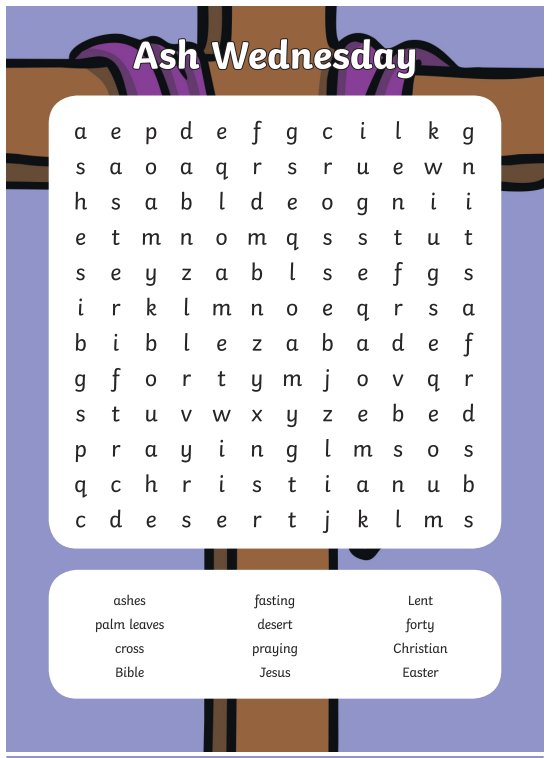 Ash Wednesday
a e p d e f g c i l k g
s a o a q r s r u e w n
h s a b l d e o g n i i
e t m n o m q s s t u t
s e y z a b l s e f g s
i r k l m n o e q r s a
b i b l e z a b a d e f
g f o r t y m j o v q r
s t u v w x y z e b e d
p r a y i n g l m s o s
q c h r i s t i a n u b
c d e s e r t j k l m s
ashes fasting Lent
palm leaves desert forty
cross praying Christian
Bible Jesus Easter